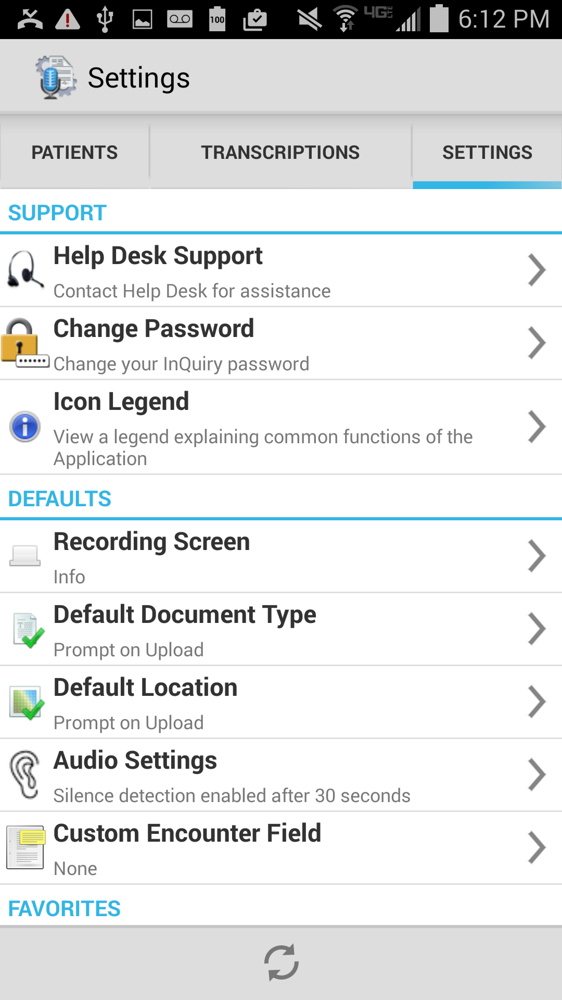 100
4G LTE
6:12 PM
Settings
PATIENTS
TRANSCRIPTIONS
SETTINGS
SUPPORT
Help Desk Support
Contact Help Desk for assistance
Change Password
Change your InQuiry password
Icon Legend
View a legend explaining common functions of the
Application
DEFAULTS
Recording Screen
Info
Default Document Type
Prompt on Upload
Default Location
Prompt on Upload
Audio Settings
Silence detection enabled after 30 seconds
Custom Encounter Field
None
FAVORITES